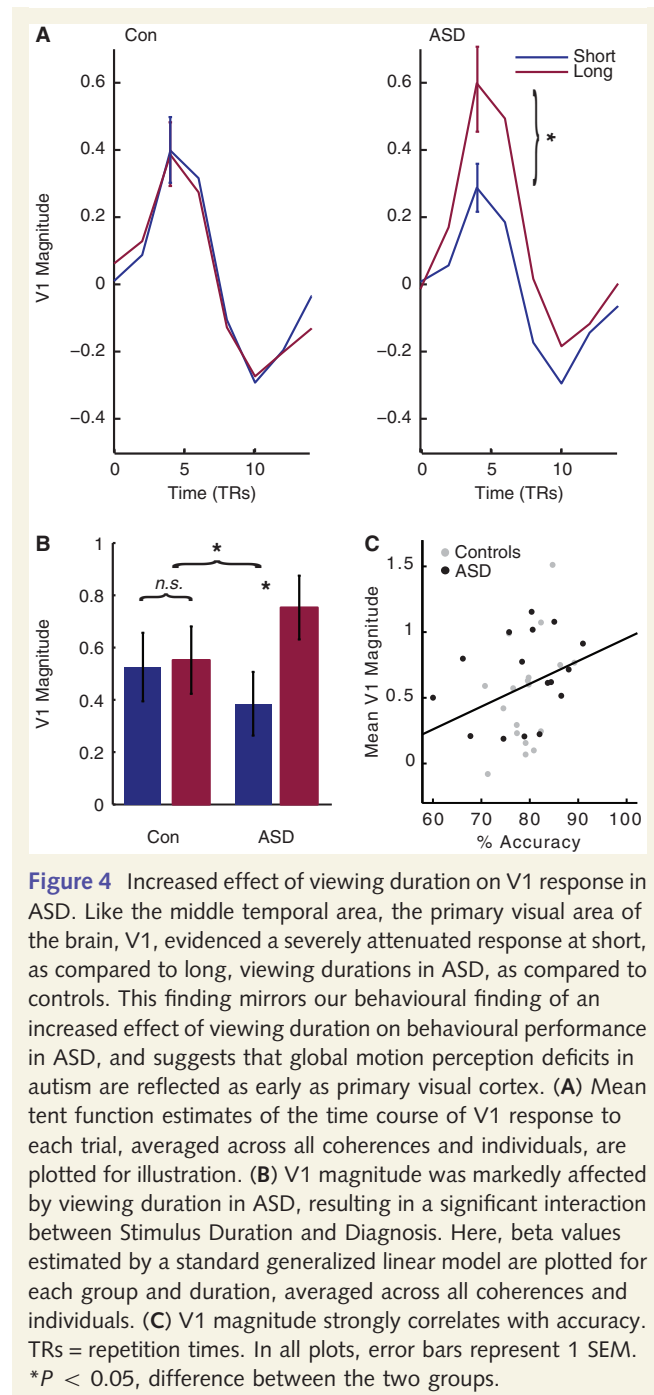 A
Con
ASD
Short
Long
0.6
0.4
0.2
0
−0.2
−0.4
V1 Magnitude
*
0 5 10
Time (TRs)
0 5 10
Time (TRs)
B
1
0.8
0.6
0.4
0.2
0
V1 Magnitude
n.s.
*
*
Con ASD
C
Controls
ASD
1.5
1
0.5
0
Mean V1 Magnitude
60 70 80 90 100
% Accuracy
Figure 4 Increased effect of viewing duration on V1 response in
ASD. Like the middle temporal area, the primary visual area of
the brain, V1, evidenced a severely attenuated response at short,
as compared to long, viewing durations in ASD, as compared to
controls. This finding mirrors our behavioural finding of an
increased effect of viewing duration on behavioural performance
in ASD, and suggests that global motion perception deficits in
autism are reflected as early as primary visual cortex. (A) Mean
tent function estimates of the time course of V1 response to
each trial, averaged across all coherences and individuals, are
plotted for illustration. (B) V1 magnitude was markedly affected
by viewing duration in ASD, resulting in a significant interaction
between Stimulus Duration and Diagnosis. Here, beta values
estimated by a standard generalized linear model are plotted for
each group and duration, averaged across all coherences and
individuals. (C) V1 magnitude strongly correlates with accuracy.
TRs = repetition times. In all plots, error bars represent 1 SEM.
*P < 0.05, difference between the two groups.